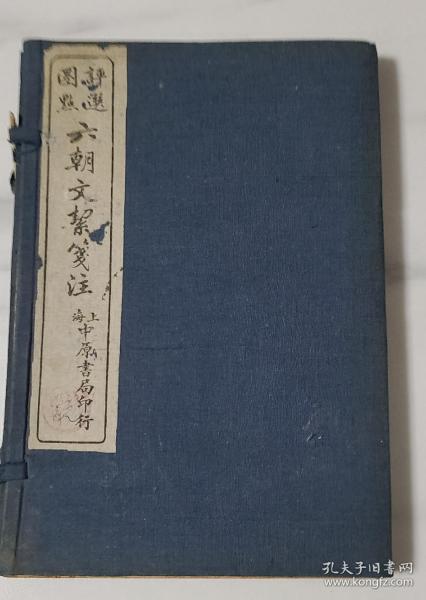 評選
圈點
六朝文絜箋注
上海
中原書局印行
孔夫子旧书网
www.kongfz.com